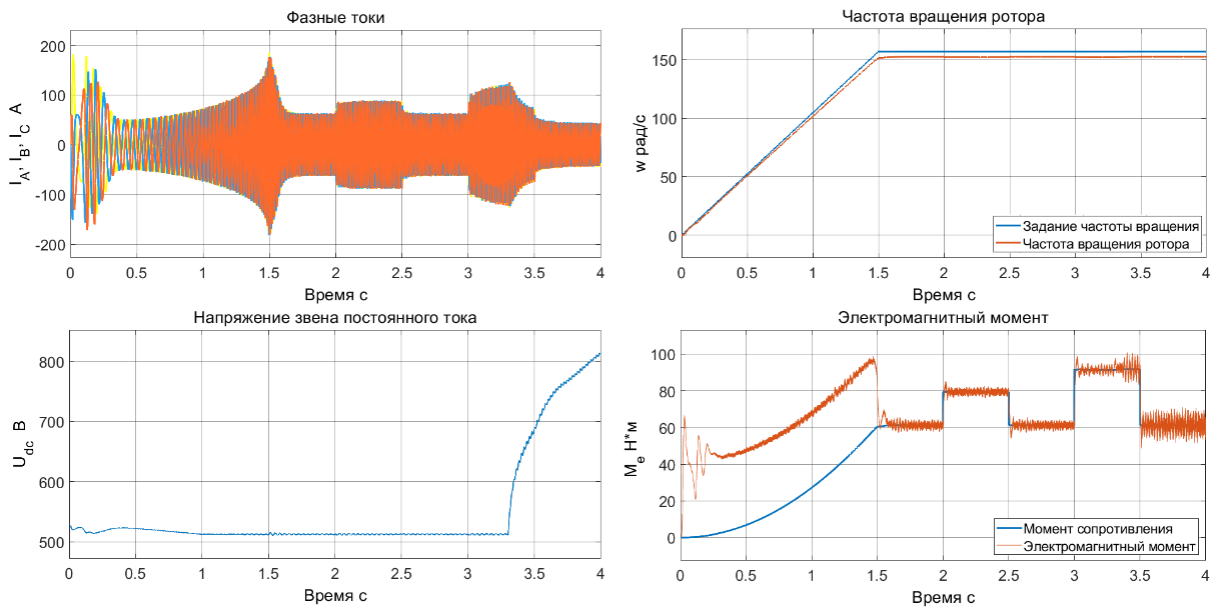 Фазные токи
200
100
0
-100
-200
I_A, I_B, I_C A
0 0.5 1 1.5 2 2.5 3 3.5 4
Время с
Частота вращения ротора
150
100
50
0
w рад/с
Задание частоты вращения
Частота вращения ротора
0 0.5 1 1.5 2 2.5 3 3.5 4
Время с
Напряжение звена постоянного тока
800
700
600
500
U_dc В
0 0.5 1 1.5 2 2.5 3 3.5 4
Время с
Электромагнитный момент
100
80
60
40
20
0
M_e Н*м
Момент сопротивления
Электромагнитный момент
0 0.5 1 1.5 2 2.5 3 3.5 4
Время с